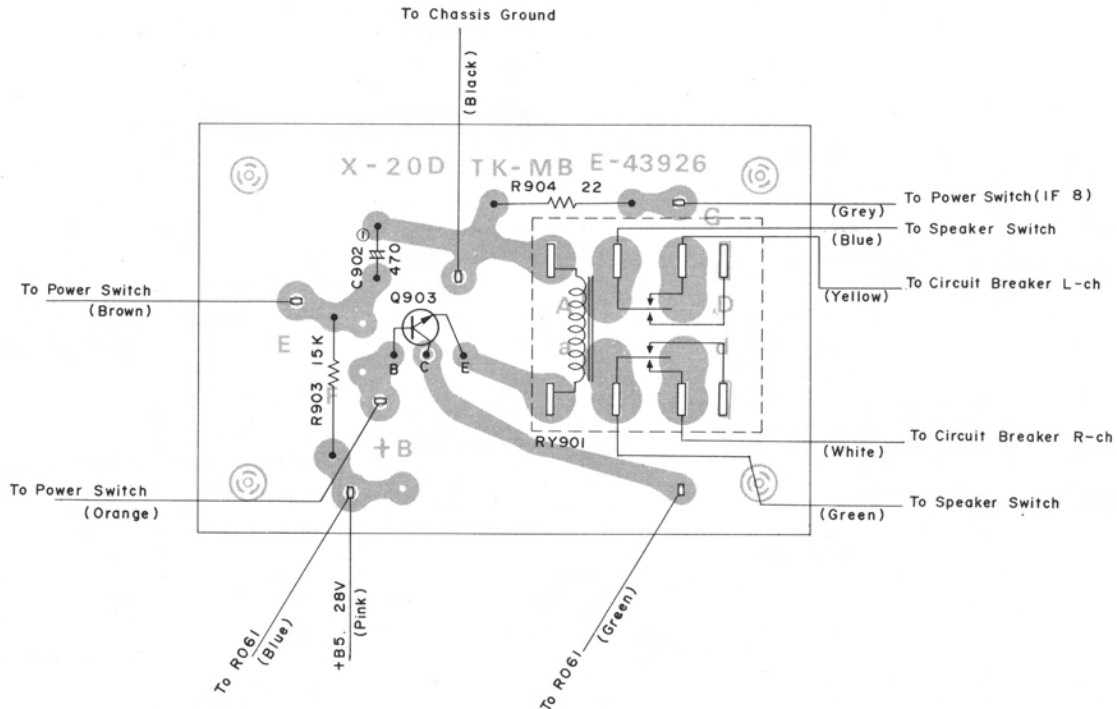 To Chassis Ground
(Black)
X-20D TK-MB E-43926
R904 22
G
To Power Switch(IF 8)
(Grey)
To Speaker Switch
(Blue)
To Circuit Breaker L-ch
(Yellow)
C902
470
To Power Switch
(Brown)
Q903
A
D
E
15K
R903
a
d
B
C
E
F
RY901
+B
To Circuit Breaker R-ch
(White)
To Power Switch
(Orange)
To Speaker Switch
(Green)
To R061
(Blue)
+B5. 28V
(Pink)
To R061
(Green)